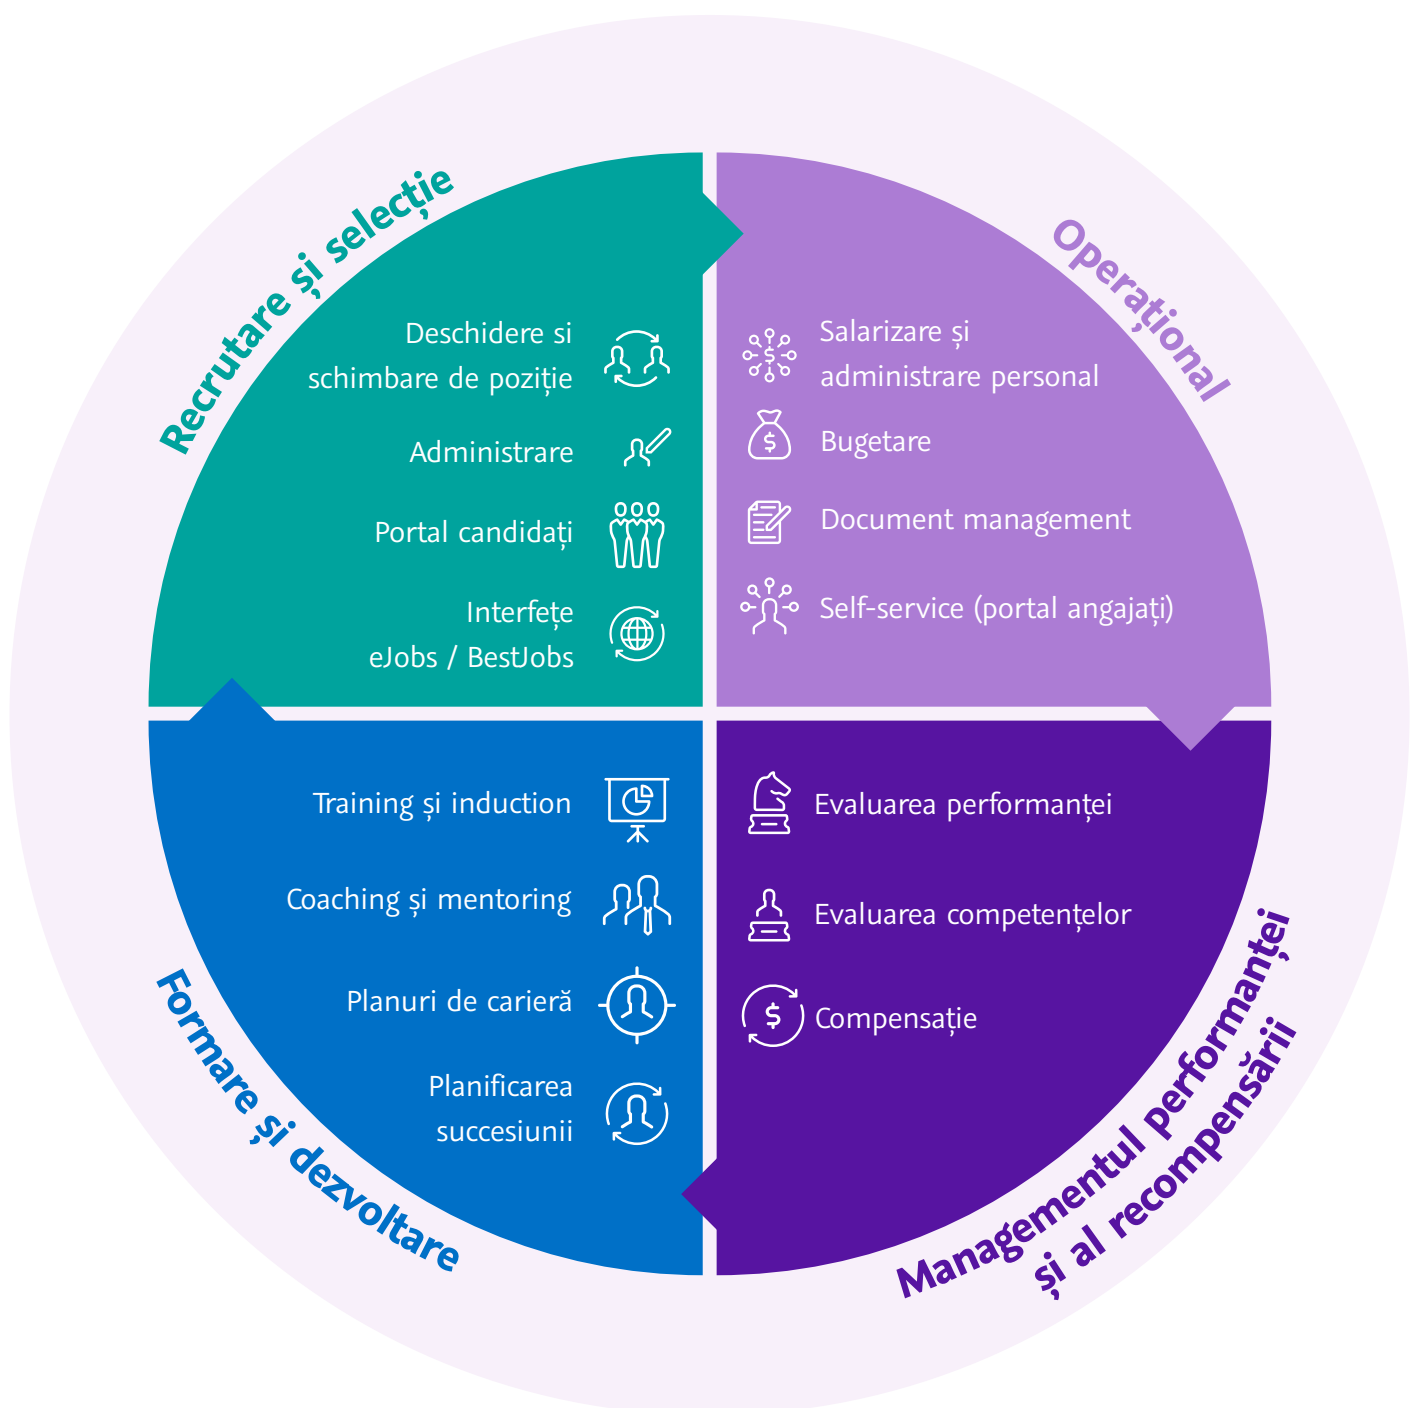 Recrutare și selecție
Deschidere si
schimbare de poziție
Administrare
Portal candidați
Interfețe
eJobs / BestJobs
Operațional
Salarizare și
administrare personal
Bugetare
Document management
Self-service (portal angajați)
Managementul performanței
și al recompensării
Evaluarea performanței
Evaluarea competențelor
Compensație
Formare și dezvoltare
Training și induction
Coaching și mentoring
Planuri de carieră
Planificarea
succesiunii